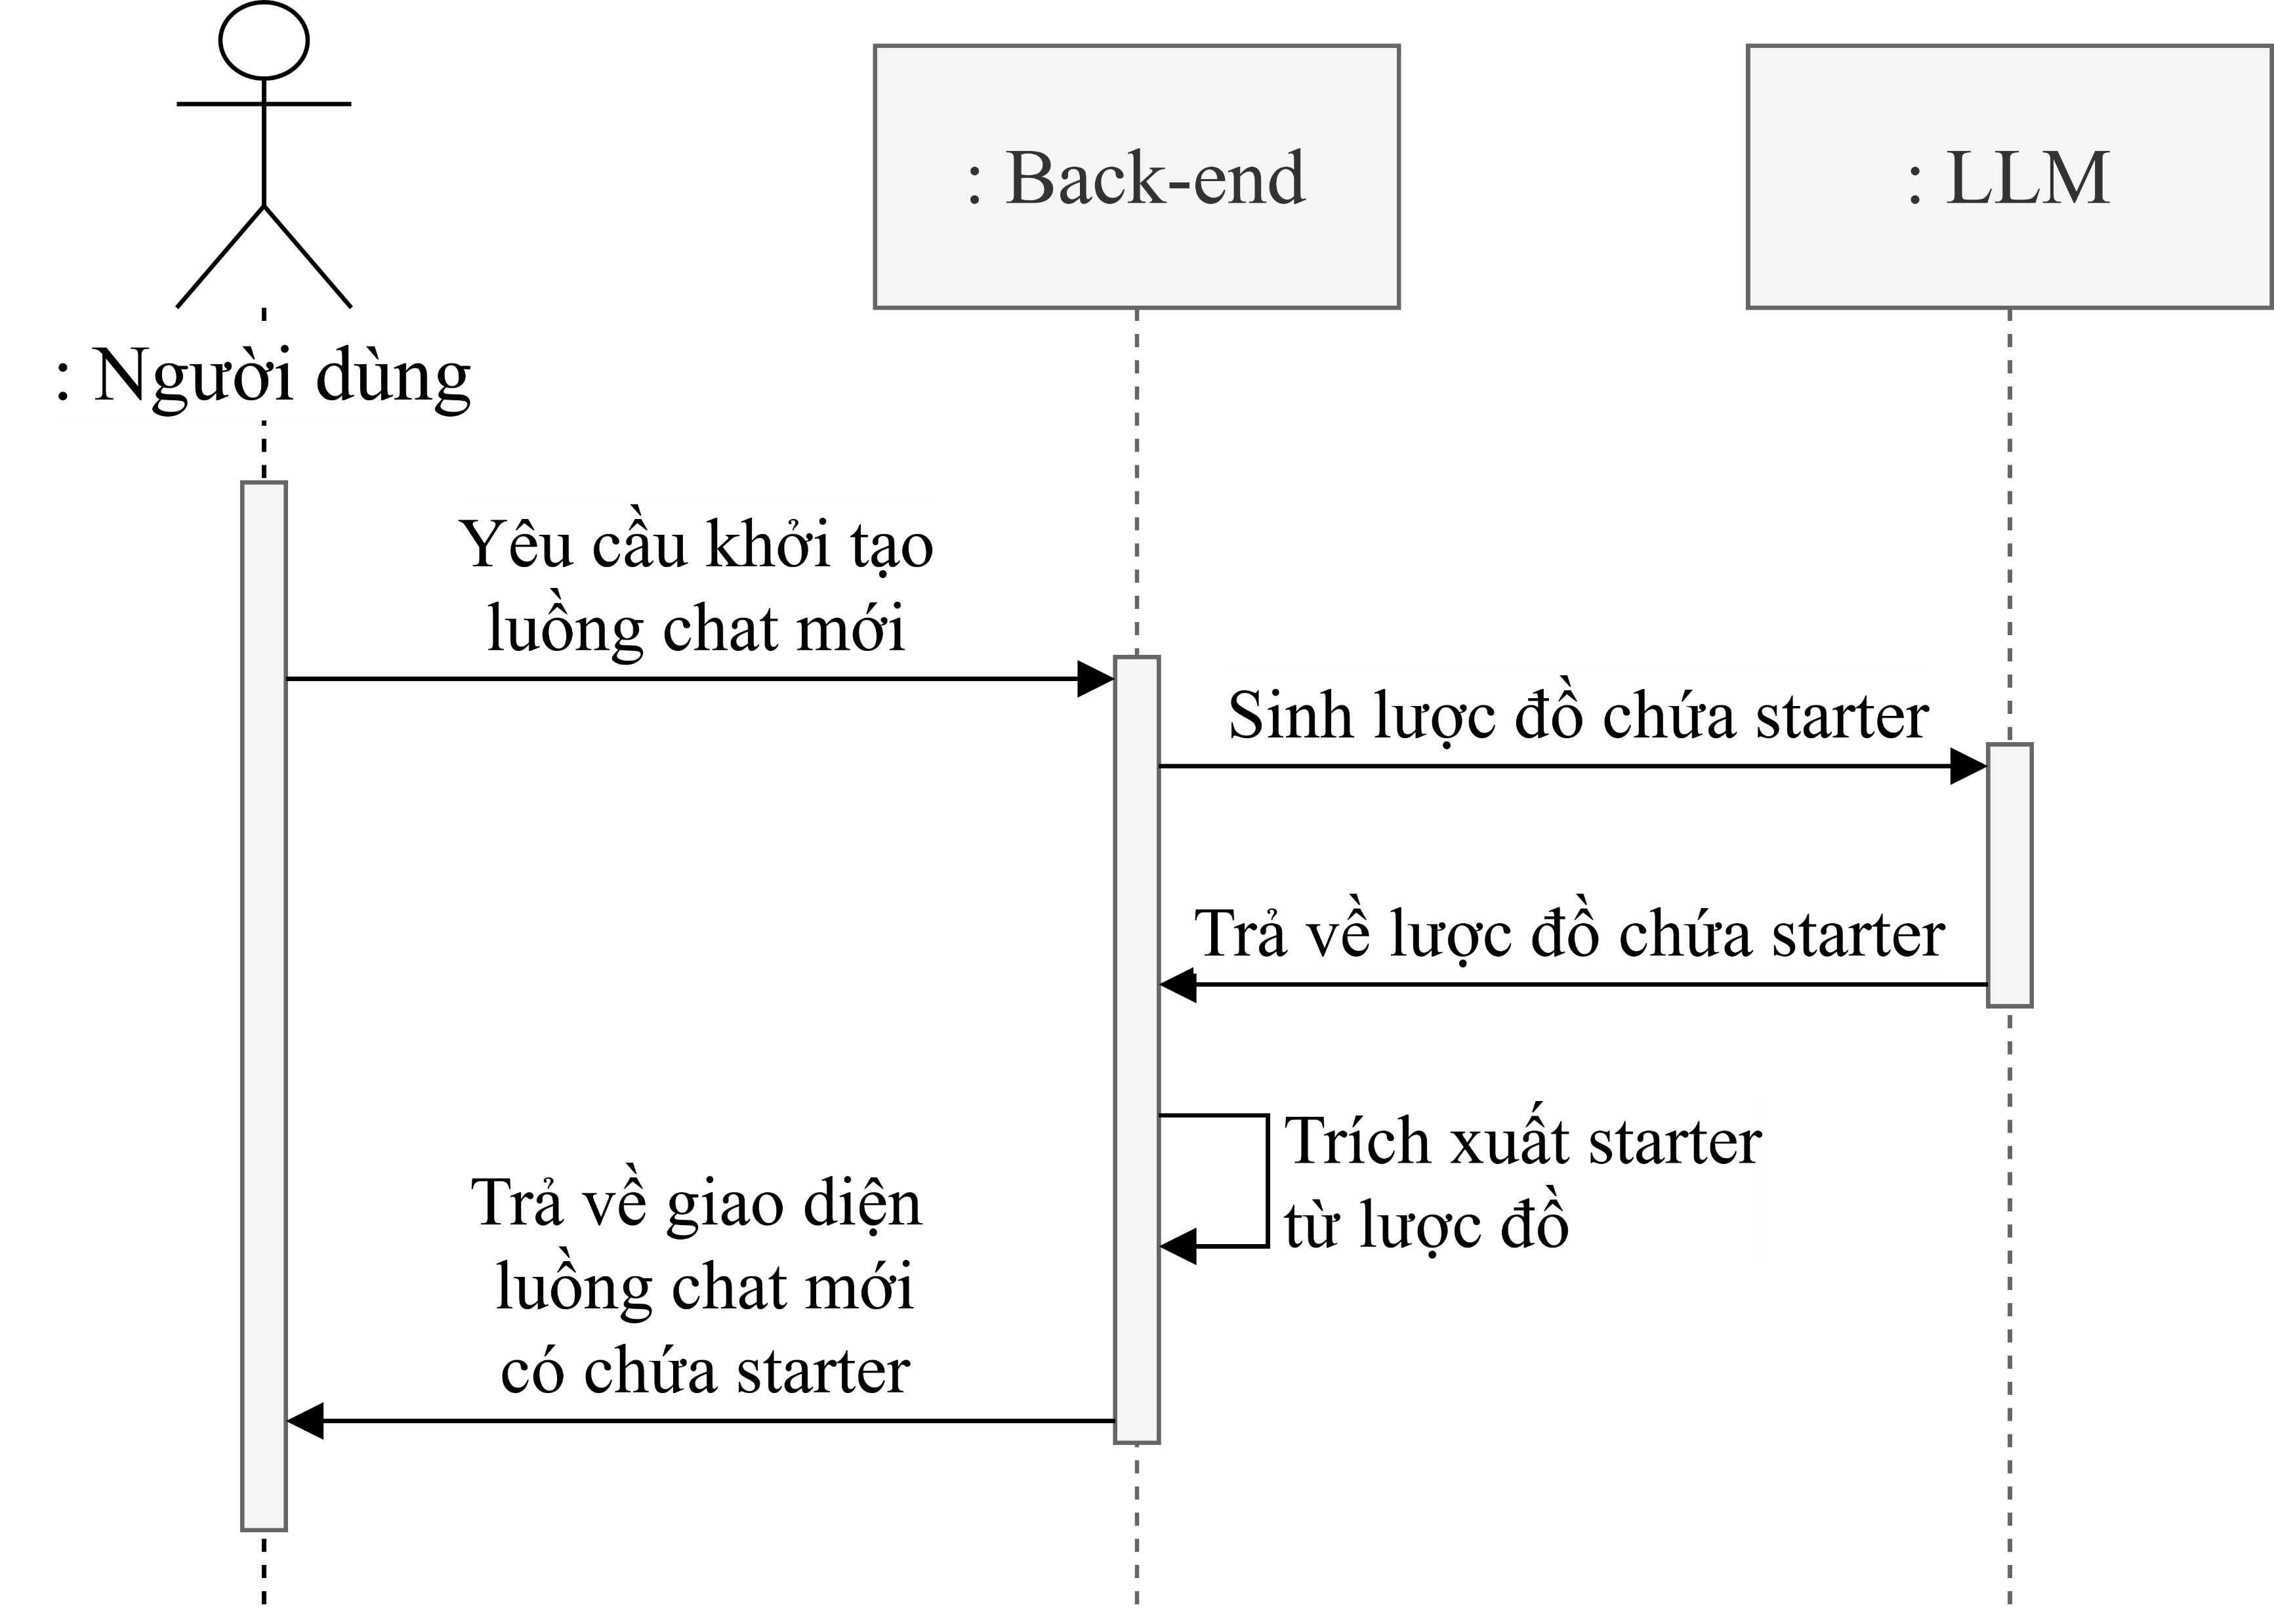 : Back-end
: LLM
: Người dùng
Yêu cầu khởi tạo
luồng chat mới
Sinh lược đồ chứa starter
Trả về lược đồ chứa starter
Trích xuất starter
từ lược đồ
Trả về giao diện
luồng chat mới
có chứa starter